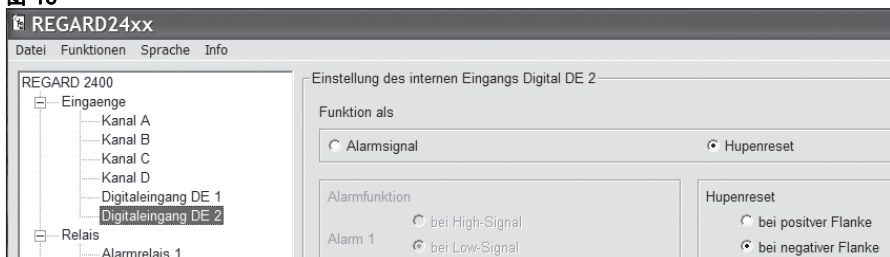 REGARD24xx
Datei Funktionen Sprache Info
REGARD 2400
Eingaenge
Kanal A
Kanal B
Kanal C
Kanal D
Digitaleingang DE 1
Digitaleingang DE 2
Relais
Alarmrelais 1
Einstellung des internen Eingangs Digital DE 2
Funktion als
Alarmsignal
Hupenreset
Alarmfunktion
Alarm 1
bei High-Signal
bei Low-Signal
Hupenreset
bei positver Flanke
bei negativer Flanke